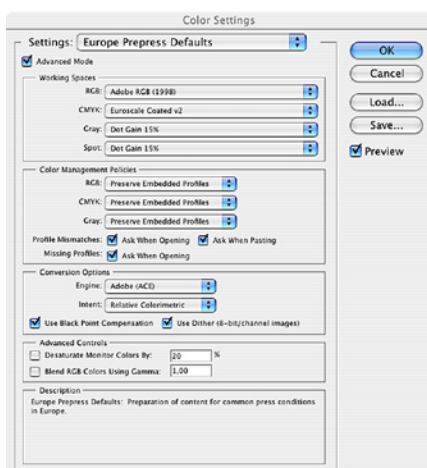 Color Settings
Settings: Europe Prepress Defaults
OK
Advanced Mode
Cancel
Working Spaces
RGB: Adobe RGB (1998)
Load...
CMYK: Euroscale Coated v2
Save...
Gray: Dot Gain 15%
Spot: Dot Gain 15%
Preview
Color Management Policies
RGB: Preserve Embedded Profiles
CMYK: Preserve Embedded Profiles
Gray: Preserve Embedded Profiles
Profile Mismatches: Ask When Opening Ask When Pasting
Missing Profiles: Ask When Opening
Conversion Options
Engine: Adobe (ACE)
Intent: Relative Colorimetric
Use Black Point Compensation Use Dither (8-bit/channel images)
Advanced Controls
Desaturate Monitor Colors By: 20 %
Blend RGB Colors Using Gamma: 1.00
Description
Europe Prepress Defaults: Preparation of content for common press conditions
in Europe.